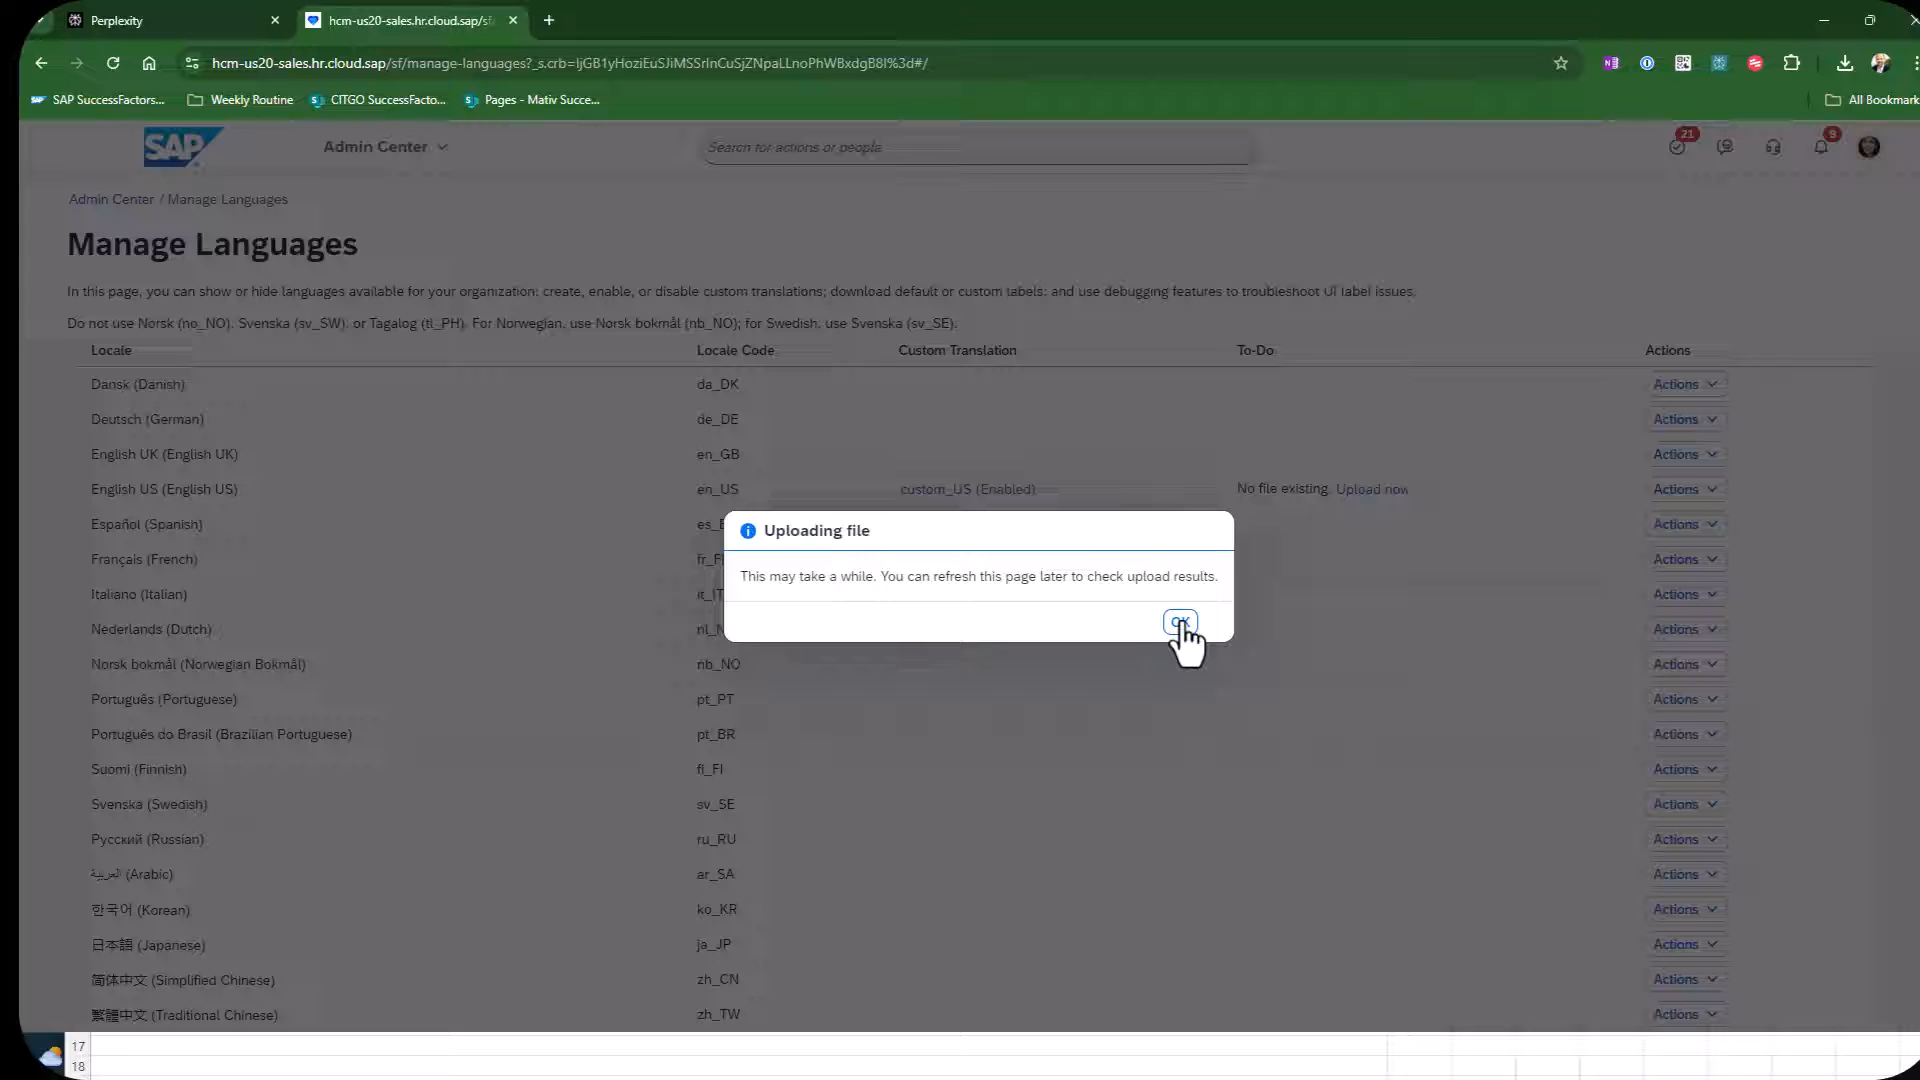 Perplexity
hcm-us20-sales.hr.cloud.sap/sf
hcm-us20-sales.hr.cloud.sap/sf/manage-languages?_s.crb=IjGB1yHoziEuSJiMSSrInCuSjZNpaLLnoPhWBxdgB8I%3d#/
SAP SuccessFactors... Weekly Routine CITGO SuccessFacto... Pages - Mativ Succe... All Bookmark
SAP Admin Center Search for actions or people 21 9
Admin Center / Manage Languages
Manage Languages
In this page, you can show or hide languages available for your organization; create, enable, or disable custom translations; download default or custom labels; and use debugging features to troubleshoot UI label issues.
Do not use Norsk (no_NO), Svenska (sv_SW), or Tagalog (tl_PH). For Norwegian, use Norsk bokmål (nb_NO); for Swedish, use Svenska (sv_SE).
Locale Locale Code Custom Translation To-Do Actions
Dansk (Danish) da_DK Actions
Deutsch (German) de_DE Actions
English UK (English UK) en_GB Actions
English US (English US) en_US custom_US (Enabled) No file existing. Upload now Actions
Español (Spanish) es_E Actions
Français (French) fr_F Actions
Italiano (Italian) it_IT Actions
Nederlands (Dutch) nl_N Actions
Norsk bokmål (Norwegian Bokmål) nb_NO Actions
Português (Portuguese) pt_PT Actions
Português do Brasil (Brazilian Portuguese) pt_BR Actions
Suomi (Finnish) fi_FI Actions
Svenska (Swedish) sv_SE Actions
Русский (Russian) ru_RU Actions
العربية (Arabic) ar_SA Actions
한국어 (Korean) ko_KR Actions
日本語 (Japanese) ja_JP Actions
简体中文 (Simplified Chinese) zh_CN Actions
繁體中文 (Traditional Chinese) zh_TW Actions
Uploading file
This may take a while. You can refresh this page later to check upload results.
OK
17
18